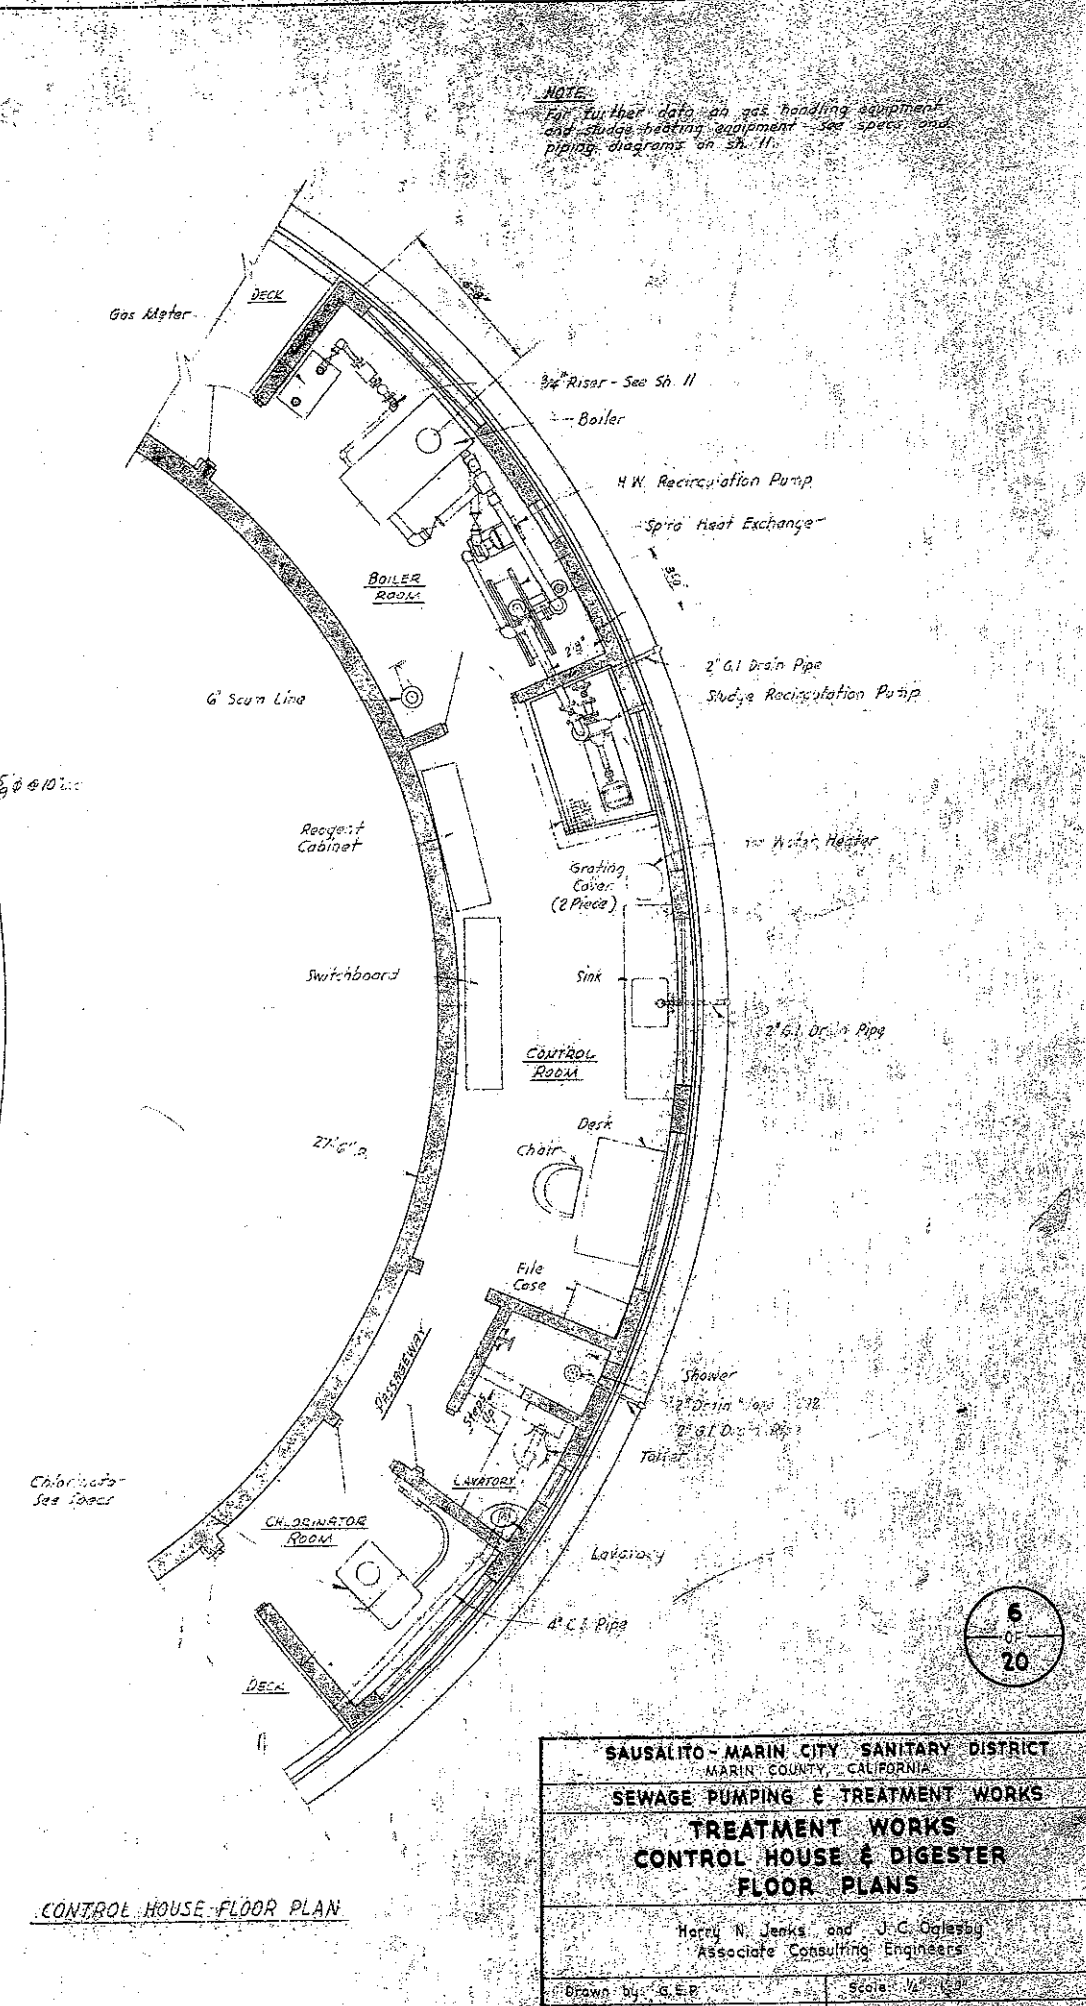 NOTE:
For further data on gas handling equipment
and sludge heating equipment - see specs and
piping diagrams on sh. 11.
DECK
Gas Meter
3/4" Riser - See Sh. 11
Boiler
H.W. Recirculation Pump
Heat Exchange
BOILER
ROOM
2'9"
2" G.I. Drain Pipe
Sludge Recirculation Pump
6" Scum Line
Reagent
Cabinet
Water Heater
Grating
Cover
(2 Piece)
Switchboard
Sink
2" G.I. Drain Pipe
CONTROL
ROOM
Desk
Chair
27'-6" R.
File
Case
PASSAGEWAY
Shower
Steps
Up
2" Drain
2" G.I. Drain
Toilet
LAVATORY
Chlorinator
See Specs
CHLORINATOR
ROOM
Lavatory
4" C.I. Pipe
DECK
6
OF
20
CONTROL HOUSE FLOOR PLAN
SAUSALITO - MARIN CITY SANITARY DISTRICT
MARIN COUNTY, CALIFORNIA
SEWAGE PUMPING & TREATMENT WORKS
TREATMENT WORKS
CONTROL HOUSE & DIGESTER
FLOOR PLANS
Harry N. Jenks and J.C. Oglesby
Associate Consulting Engineers
Drawn by: G.E.P.
Scale: